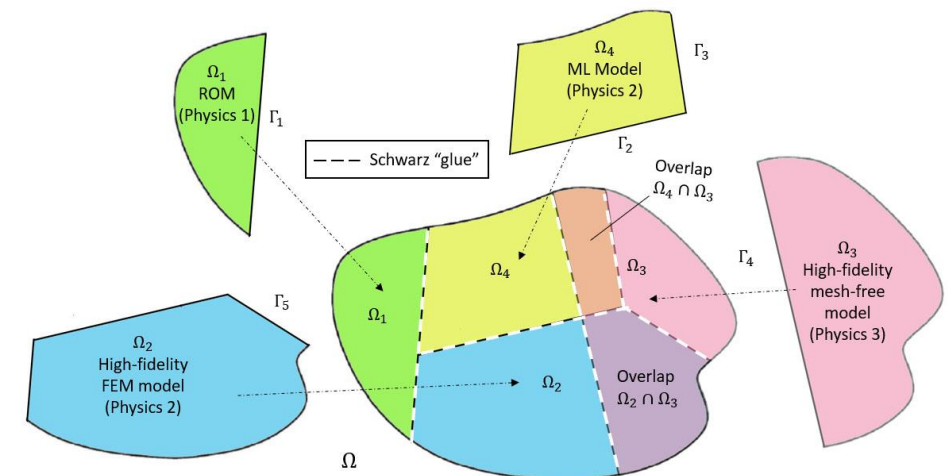 Ω₁
ROM
(Physics 1)
Γ₁
Ω₄
ML Model
(Physics 2)
Γ₃
Γ₂
Schwarz “glue”
Overlap
Ω₄ ∩ Ω₃
Ω₃
High-fidelity
mesh-free
model
(Physics 3)
Γ₄
Γ₅
Ω₂
High-fidelity
FEM model
(Physics 2)
Ω₁
Ω₄
Ω₃
Ω₂
Overlap
Ω₂ ∩ Ω₃
Ω